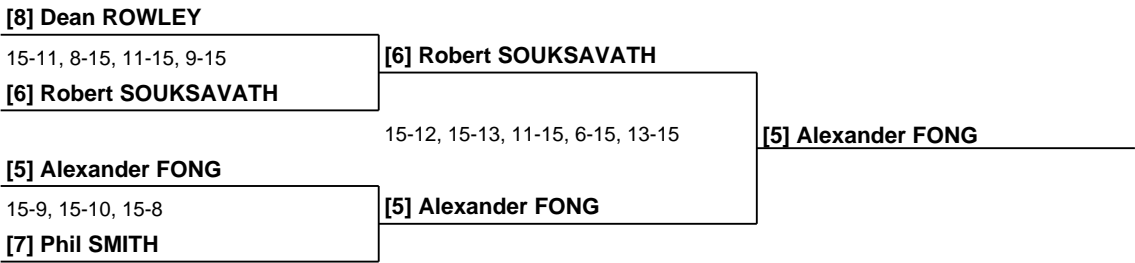 [8] Dean ROWLEY
15-11, 8-15, 11-15, 9-15
[6] Robert SOUKSAVATH
[6] Robert SOUKSAVATH
15-12, 15-13, 11-15, 6-15, 13-15
[5] Alexander FONG
[5] Alexander FONG
15-9, 15-10, 15-8
[5] Alexander FONG
[7] Phil SMITH